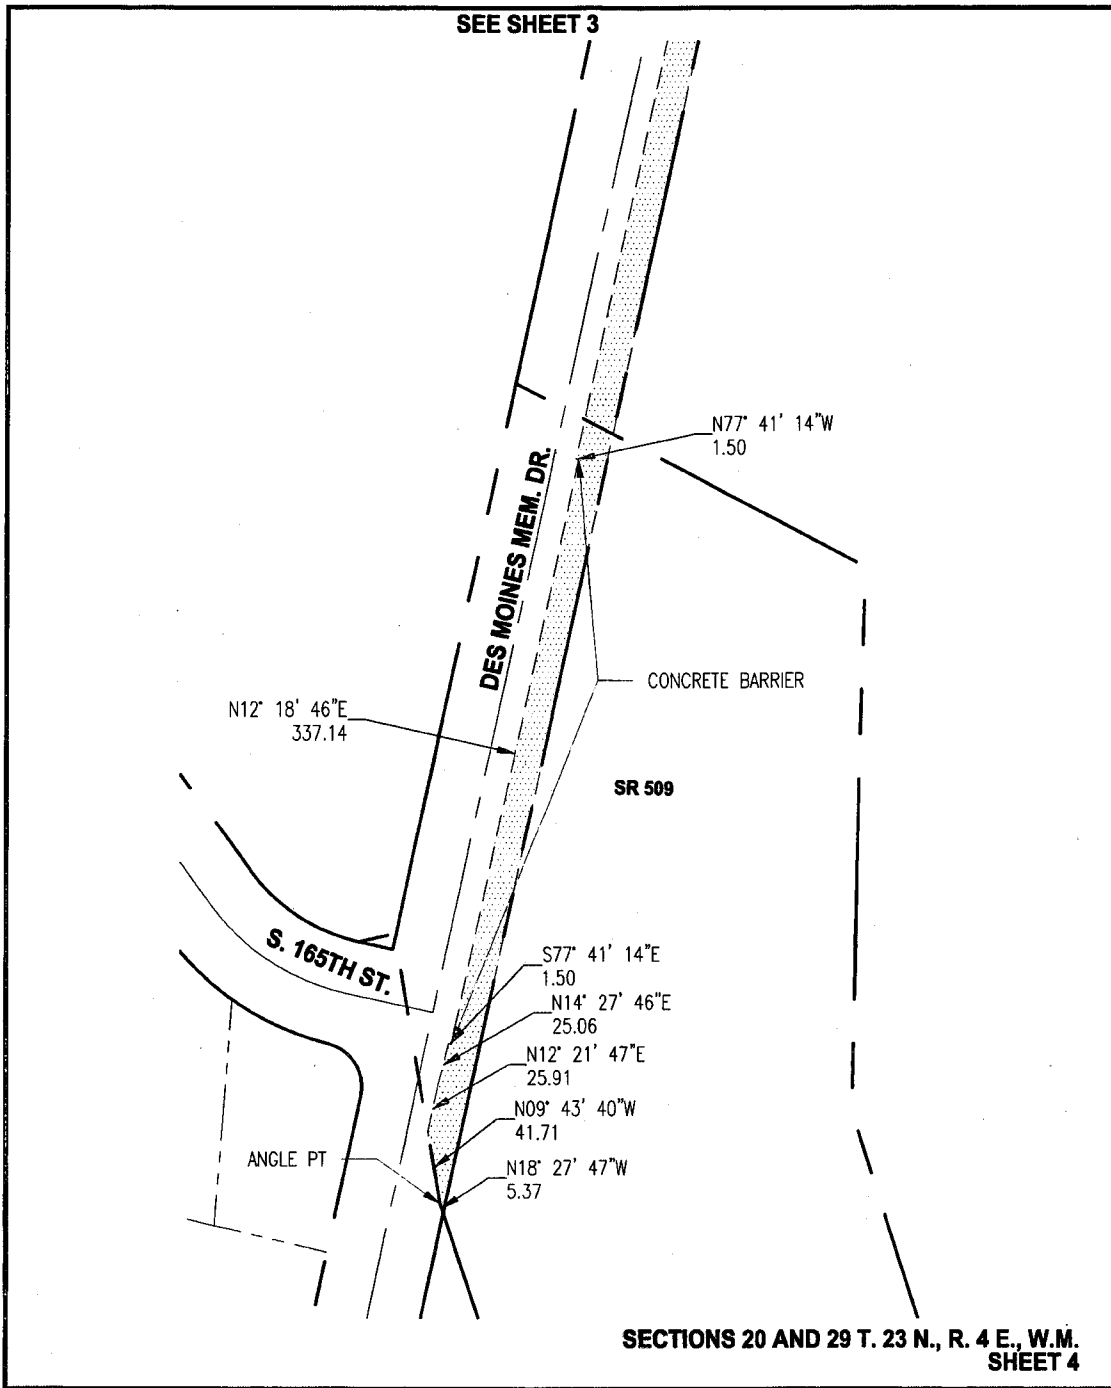 SEE SHEET 3
N77° 41' 14"W
1.50
DES MOINES MEM. DR.
CONCRETE BARRIER
N12° 18' 46"E
337.14
SR 509
S. 165TH ST.
S77° 41' 14"E
1.50
N14° 27' 46"E
25.06
N12° 21' 47"E
25.91
N09° 43' 40"W
41.71
ANGLE PT
N18° 27' 47"W
5.37
SECTIONS 20 AND 29 T. 23 N., R. 4 E., W.M.
SHEET 4